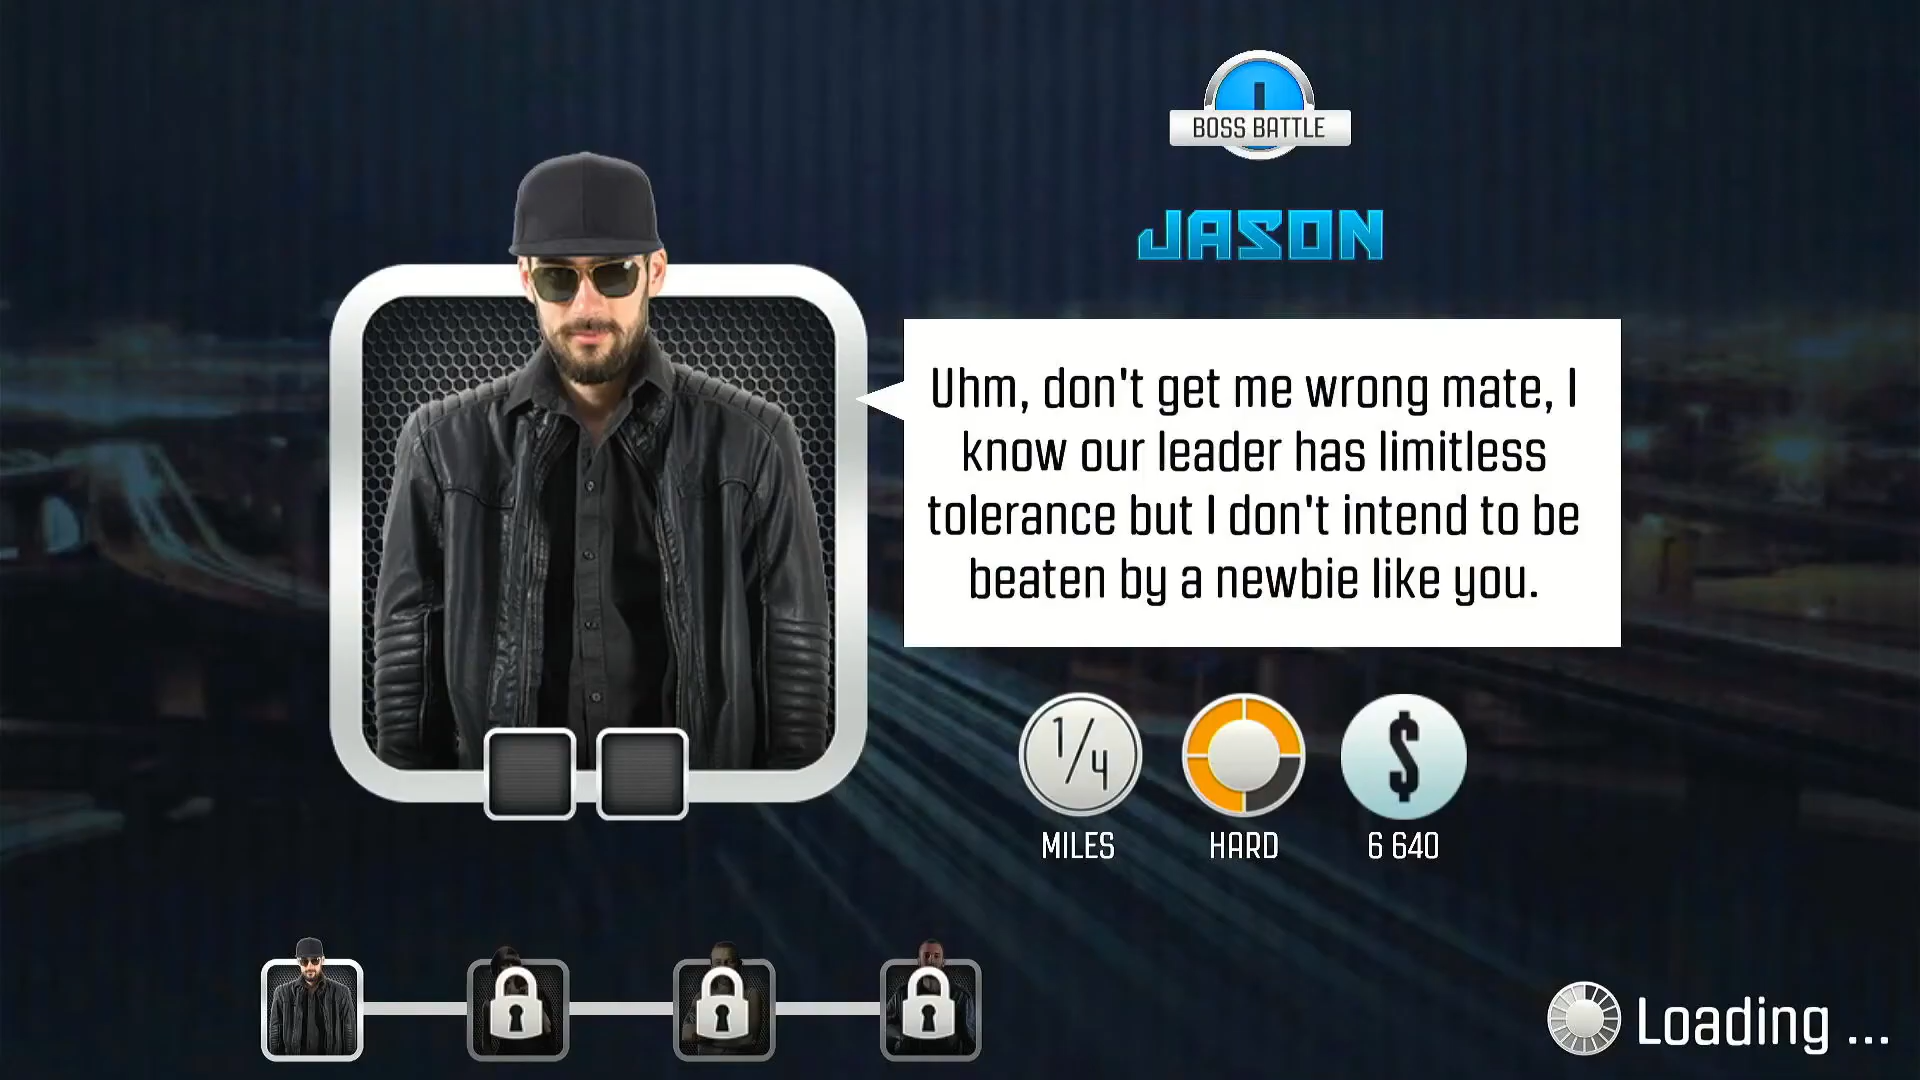 I
BOSS BATTLE
JASON
Uhm, don't get me wrong mate, I
know our leader has limitless
tolerance but I don't intend to be
beaten by a newbie like you.
1/4
$
MILES
HARD
6 640
Loading ...